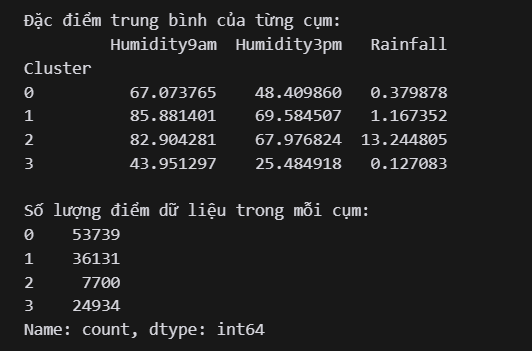 Đặc điểm trung bình của từng cụm:
Humidity9am Humidity3pm Rainfall
Cluster
0 67.073765 48.409860 0.379878
1 85.881401 69.584507 1.167352
2 82.904281 67.976824 13.244805
3 43.951297 25.484918 0.127083
Số lượng điểm dữ liệu trong mỗi cụm:
0 53739
1 36131
2 7700
3 24934
Name: count, dtype: int64